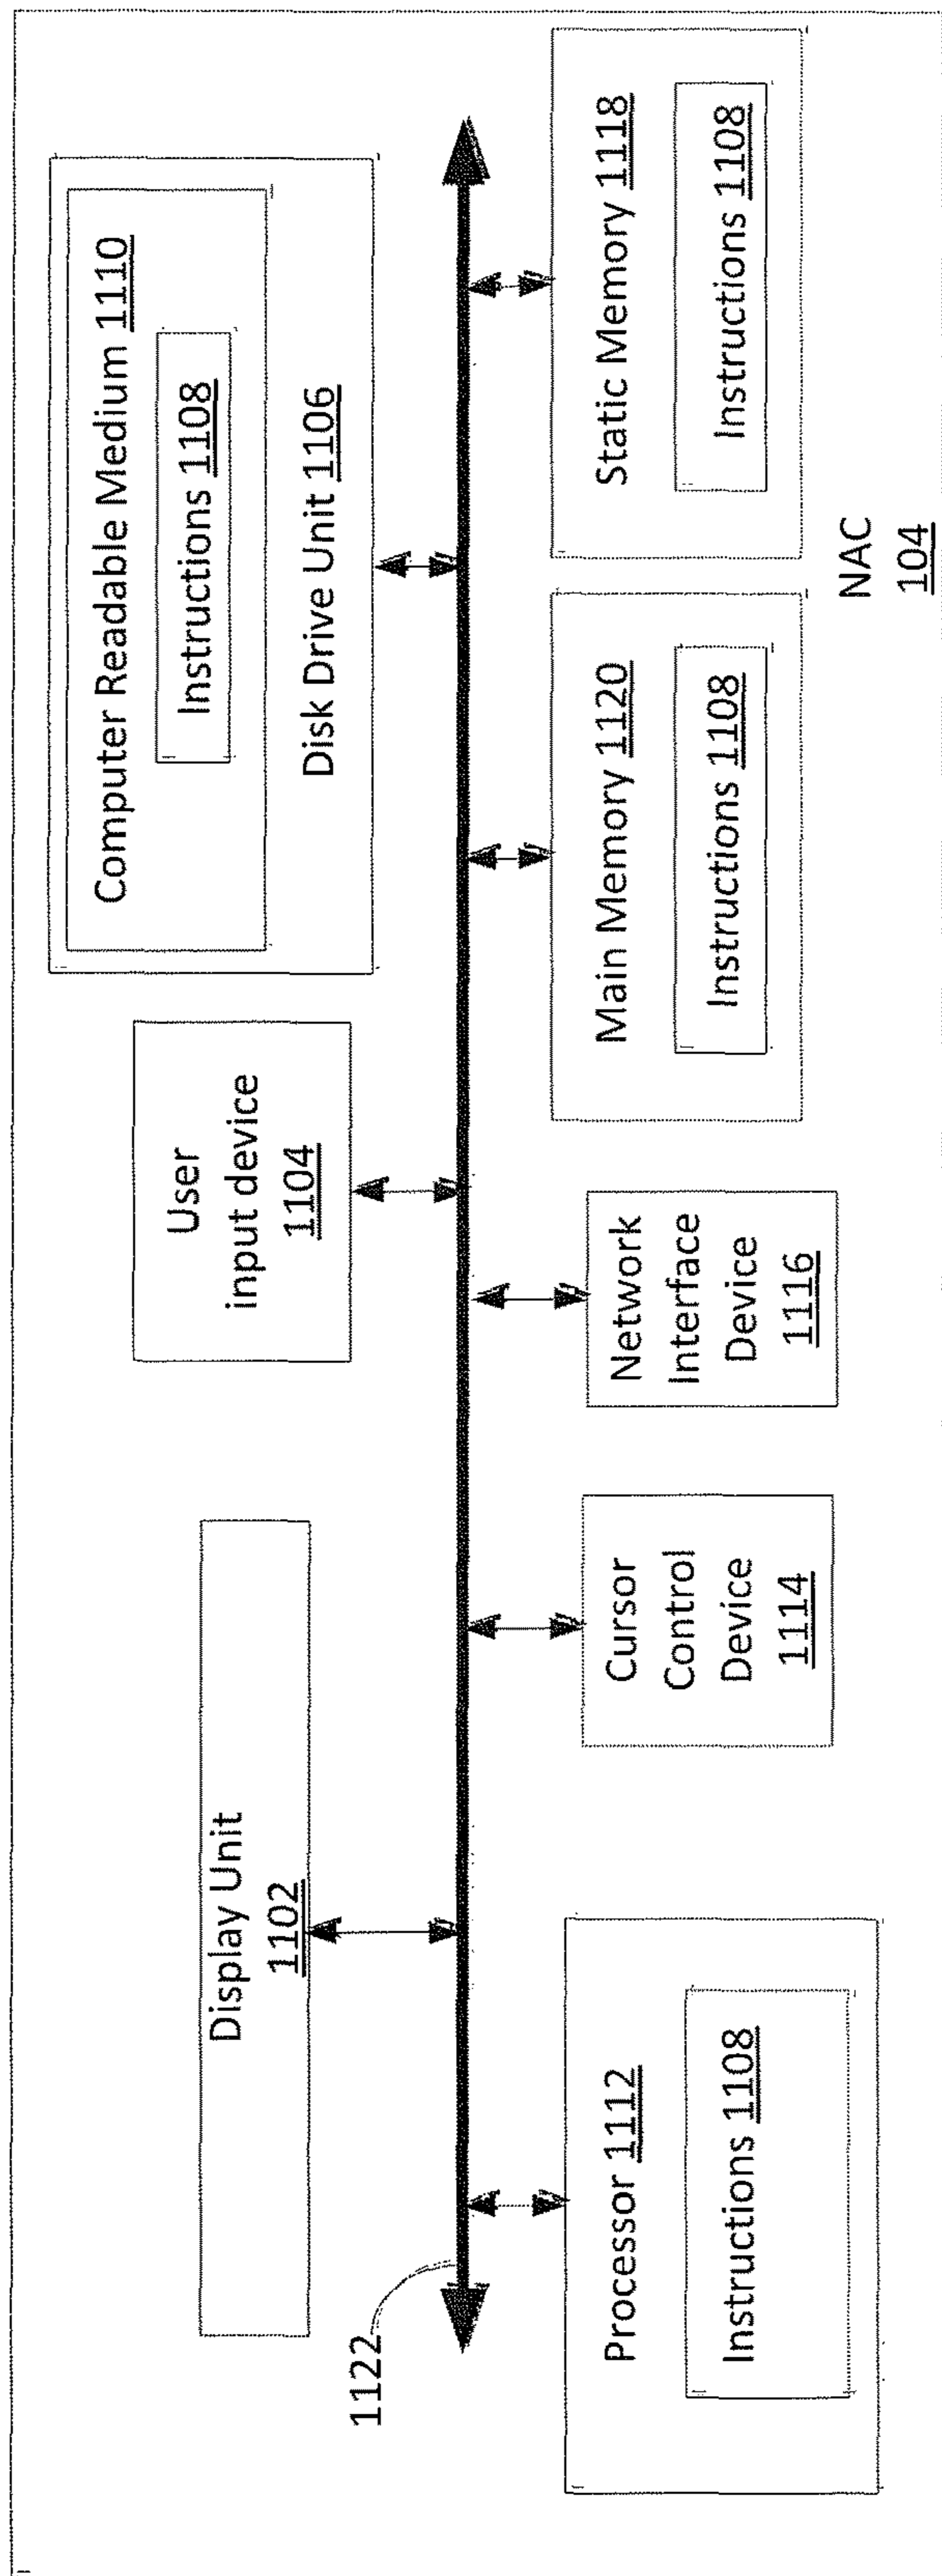 Display Unit
1102
User
input device
1104
Computer Readable Medium 1110
Instructions 1108
Disk Drive Unit 1106
1122
Processor 1112
Instructions 1108
Cursor
Control
Device
1114
Network
Interface
Device
1116
Main Memory 1120
Instructions 1108
Static Memory 1118
Instructions 1108
NAC
104